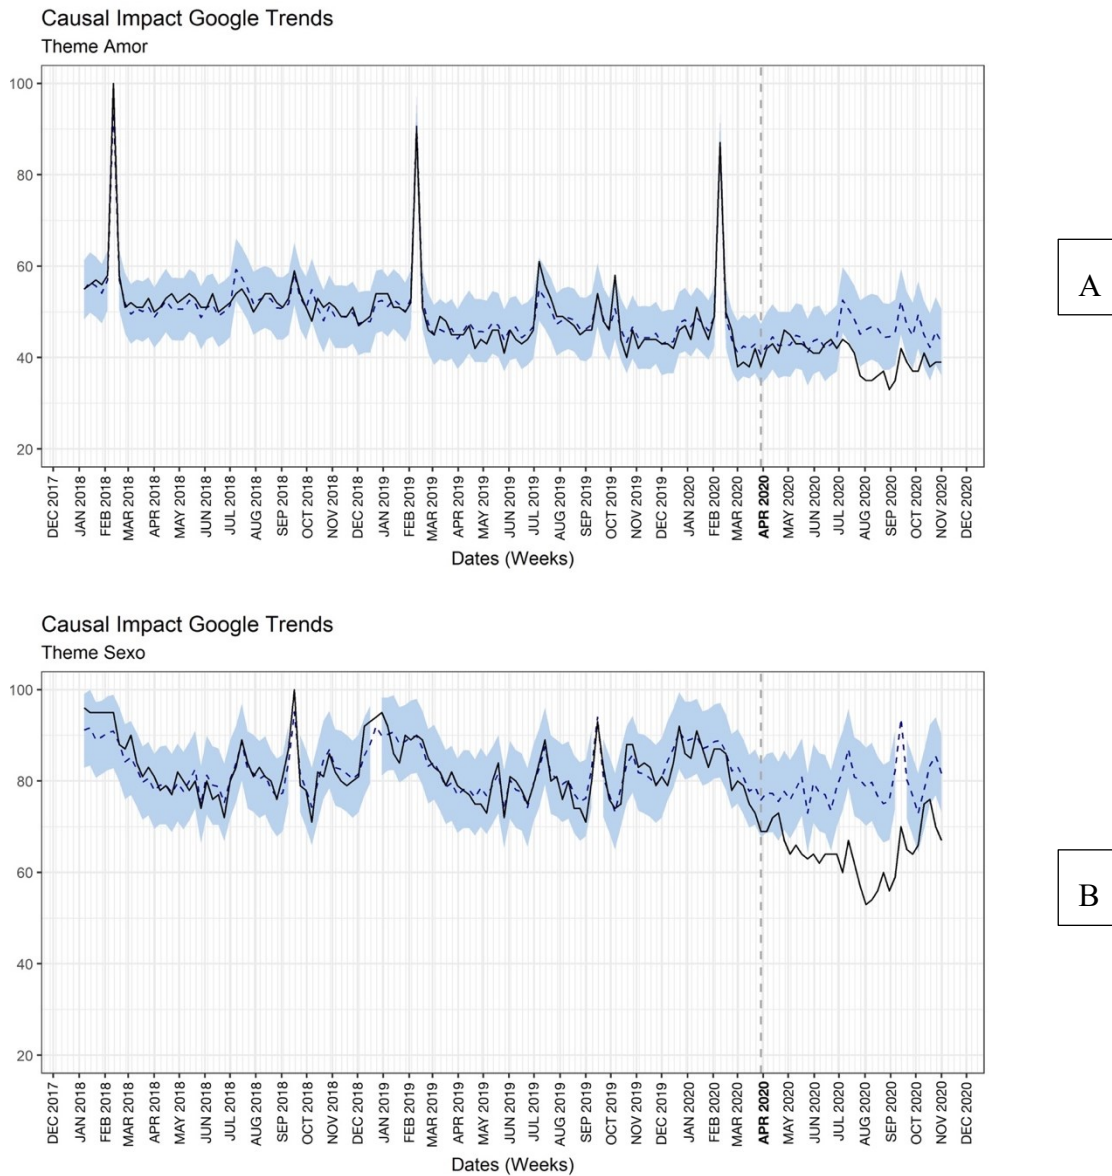 Causal Impact Google Trends
Theme Amor
100
80
60
40
20
DEC 2017
JAN 2018
FEB 2018
MAR 2018
APR 2018
MAY 2018
JUN 2018
JUL 2018
AUG 2018
SEP 2018
OCT 2018
NOV 2018
DEC 2018
JAN 2019
FEB 2019
MAR 2019
APR 2019
MAY 2019
JUN 2019
JUL 2019
AUG 2019
SEP 2019
OCT 2019
NOV 2019
DEC 2019
JAN 2020
FEB 2020
MAR 2020
APR 2020
MAY 2020
JUN 2020
JUL 2020
AUG 2020
SEP 2020
OCT 2020
NOV 2020
DEC 2020
Dates (Weeks)
A
Causal Impact Google Trends
Theme Sexo
100
80
60
40
20
DEC 2017
JAN 2018
FEB 2018
MAR 2018
APR 2018
MAY 2018
JUN 2018
JUL 2018
AUG 2018
SEP 2018
OCT 2018
NOV 2018
DEC 2018
JAN 2019
FEB 2019
MAR 2019
APR 2019
MAY 2019
JUN 2019
JUL 2019
AUG 2019
SEP 2019
OCT 2019
NOV 2019
DEC 2019
JAN 2020
FEB 2020
MAR 2020
APR 2020
MAY 2020
JUN 2020
JUL 2020
AUG 2020
SEP 2020
OCT 2020
NOV 2020
DEC 2020
Dates (Weeks)
B